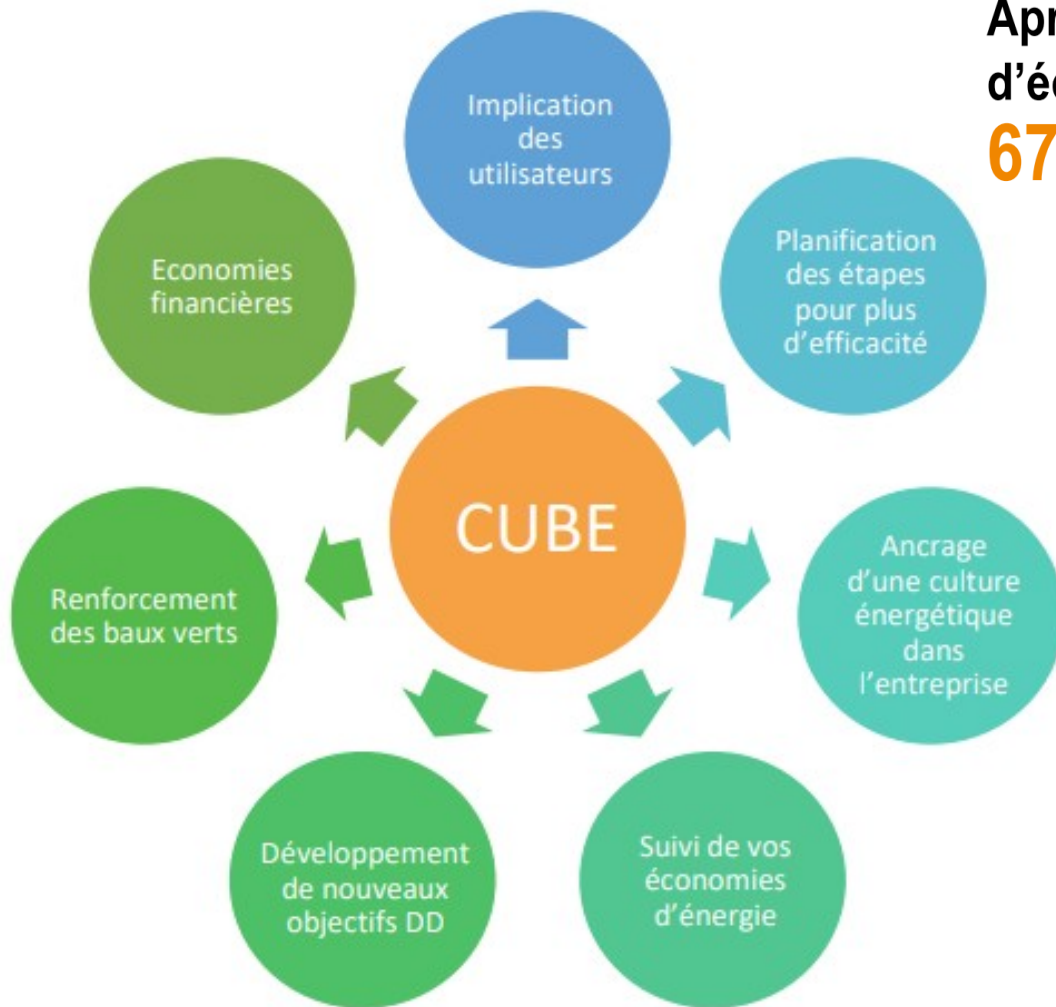 d'é
67
Implication
des
utilisateurs
Planification
des étapes
pour plus
d'efficacité
Ancrage
d'une culture
énergétique
dans
l'entreprise
Suivi de vos
économies
d'énergie
Développement
de nouveaux
objectifs DD
Renforcement
des baux verts
Economies
financières
CUBE